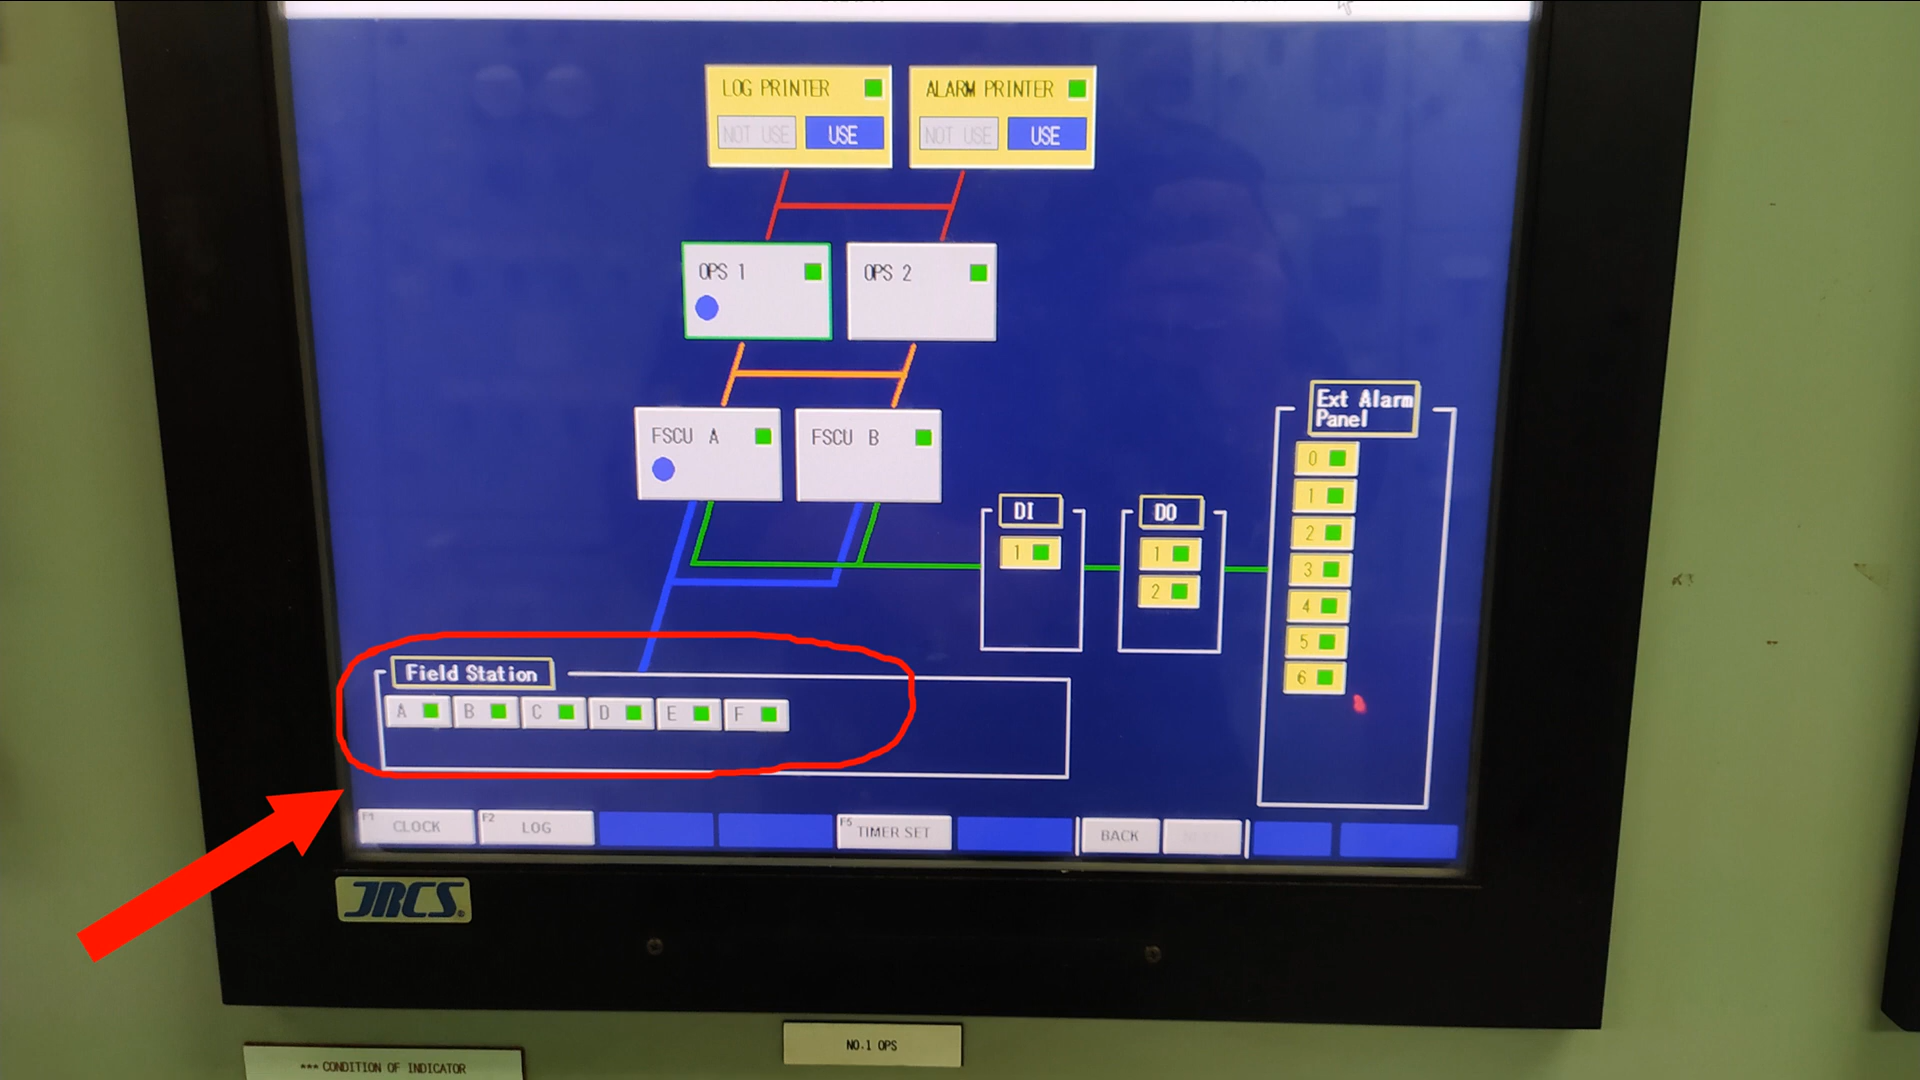 LOG PRINTER
NOT USE USE
ALARM PRINTER
NOT USE USE
OPS 1
OPS 2
FSCU A
FSCU B
DI
1
DO
1
2
Ext Alarm
Panel
0
1
2
3
4
5
6
Field Station
A B C D E F
F1 CLOCK
F2 LOG
F5 TIMER SET
BACK
JRCS
NO.1 OPS
*** CONDITION OF INDICATOR